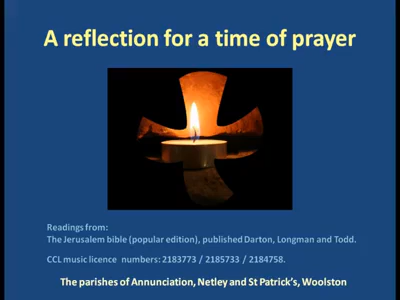 A reflection for a time of prayer
Readings from:
The Jerusalem bible (popular edition), published Darton, Longman and Todd.
CCL music licence numbers: 2183773 / 2185733 / 2184758.
The parishes of Annunciation, Netley and St Patrick's, Woolston